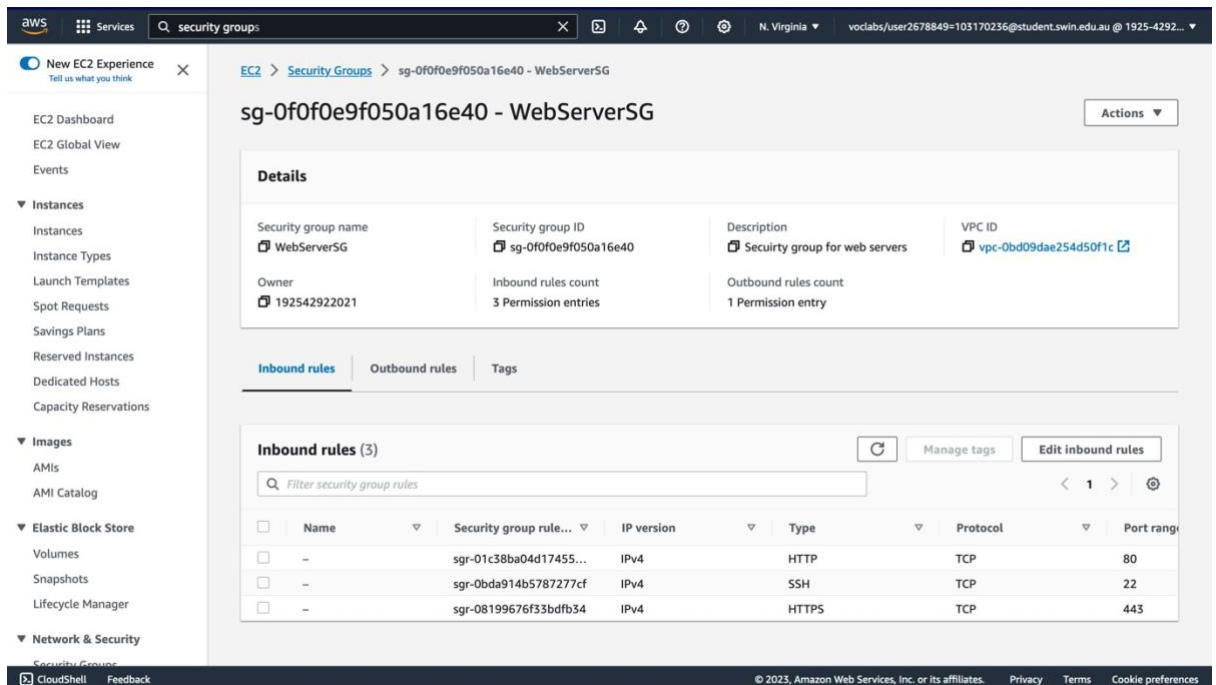 aws Services security groups N. Virginia ▼ voclabs/user2678849=103170236@student.swin.edu.au @ 1925-4292... ▼
New EC2 Experience
Tell us what you think
EC2 Dashboard
EC2 Global View
Events
▼ Instances
Instances
Instance Types
Launch Templates
Spot Requests
Savings Plans
Reserved Instances
Dedicated Hosts
Capacity Reservations
▼ Images
AMIs
AMI Catalog
▼ Elastic Block Store
Volumes
Snapshots
Lifecycle Manager
▼ Network & Security
Security Groups
EC2 > Security Groups > sg-0f0f0e9f050a16e40 - WebServerSG
sg-0f0f0e9f050a16e40 - WebServerSG
Actions ▼
Details
Security group name Security group ID Description VPC ID
WebServerSG sg-0f0f0e9f050a16e40 Secuirty group for web servers vpc-0bd09dae254d50f1c
Owner Inbound rules count Outbound rules count
192542922021 3 Permission entries 1 Permission entry
Inbound rules Outbound rules Tags
Inbound rules (3) Manage tags Edit inbound rules
Filter security group rules < 1 >
Name Security group rule... IP version Type Protocol Port range
– sgr-01c38ba04d17455... IPv4 HTTP TCP 80
– sgr-0bda914b5787277cf IPv4 SSH TCP 22
– sgr-08199676f33bdfb34 IPv4 HTTPS TCP 443
CloudShell Feedback © 2023, Amazon Web Services, Inc. or its affiliates. Privacy Terms Cookie preferences